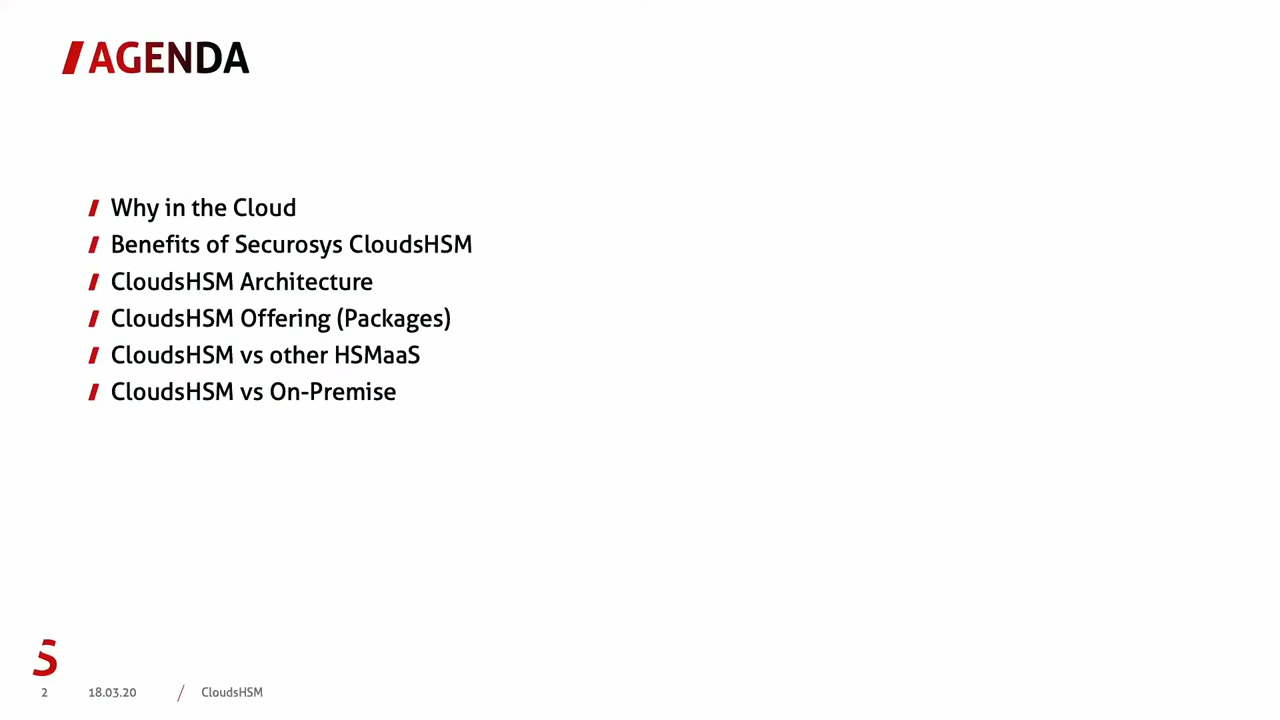 AGENDA
Why in the Cloud
Benefits of Securosys CloudsHSM
CloudsHSM Architecture
CloudsHSM Offering (Packages)
CloudsHSM vs other HSMaaS
CloudsHSM vs On-Premise
S
2 18.03.20 / CloudsHSM